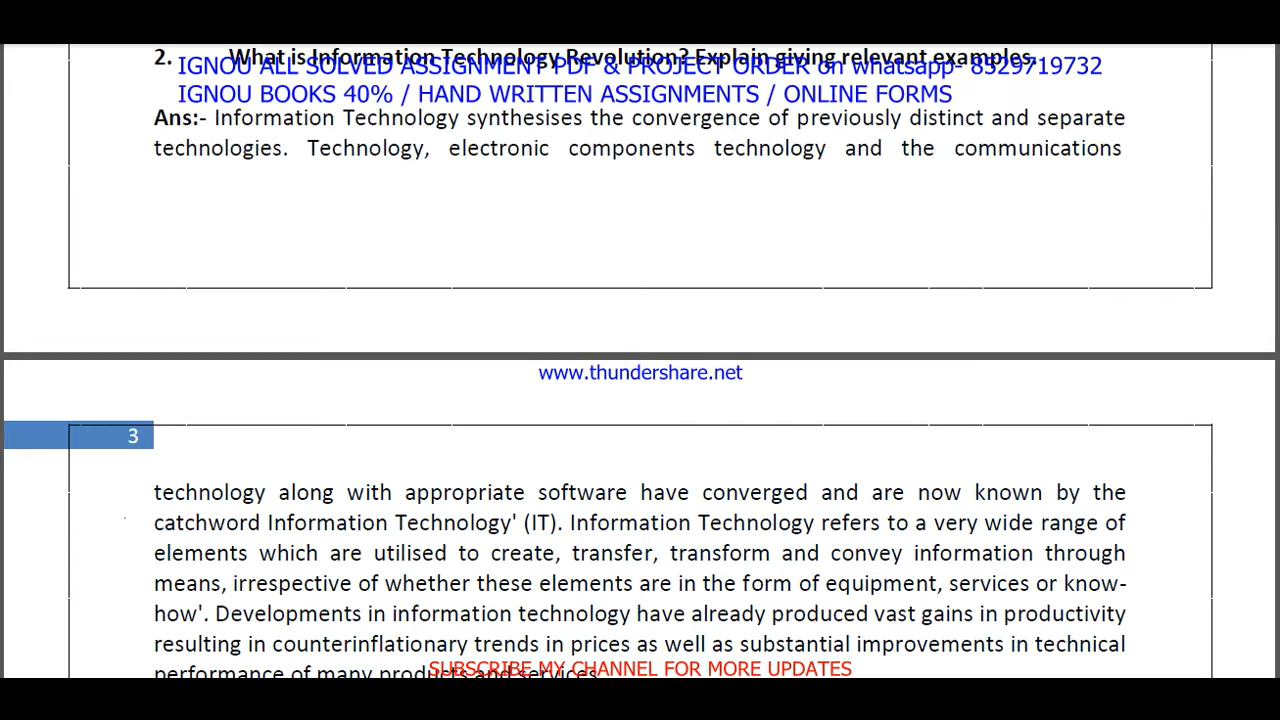 2. What is Information Technology Revolution? Explain giving relevant examples.
IGNOU ALL SOLVED ASSIGNMENT PDF & PROJECT ORDER on whatsapp- 8329719732
IGNOU BOOKS 40% / HAND WRITTEN ASSIGNMENTS / ONLINE FORMS
Ans:- Information Technology synthesises the convergence of previously distinct and separate
technologies. Technology, electronic components technology and the communications
www.thundershare.net
3
technology along with appropriate software have converged and are now known by the
catchword Information Technology' (IT). Information Technology refers to a very wide range of
elements which are utilised to create, transfer, transform and convey information through
means, irrespective of whether these elements are in the form of equipment, services or know-
how'. Developments in information technology have already produced vast gains in productivity
resulting in counterinflationary trends in prices as well as substantial improvements in technical
performance of many products and services.
SUBSCRIBE MY CHANNEL FOR MORE UPDATES